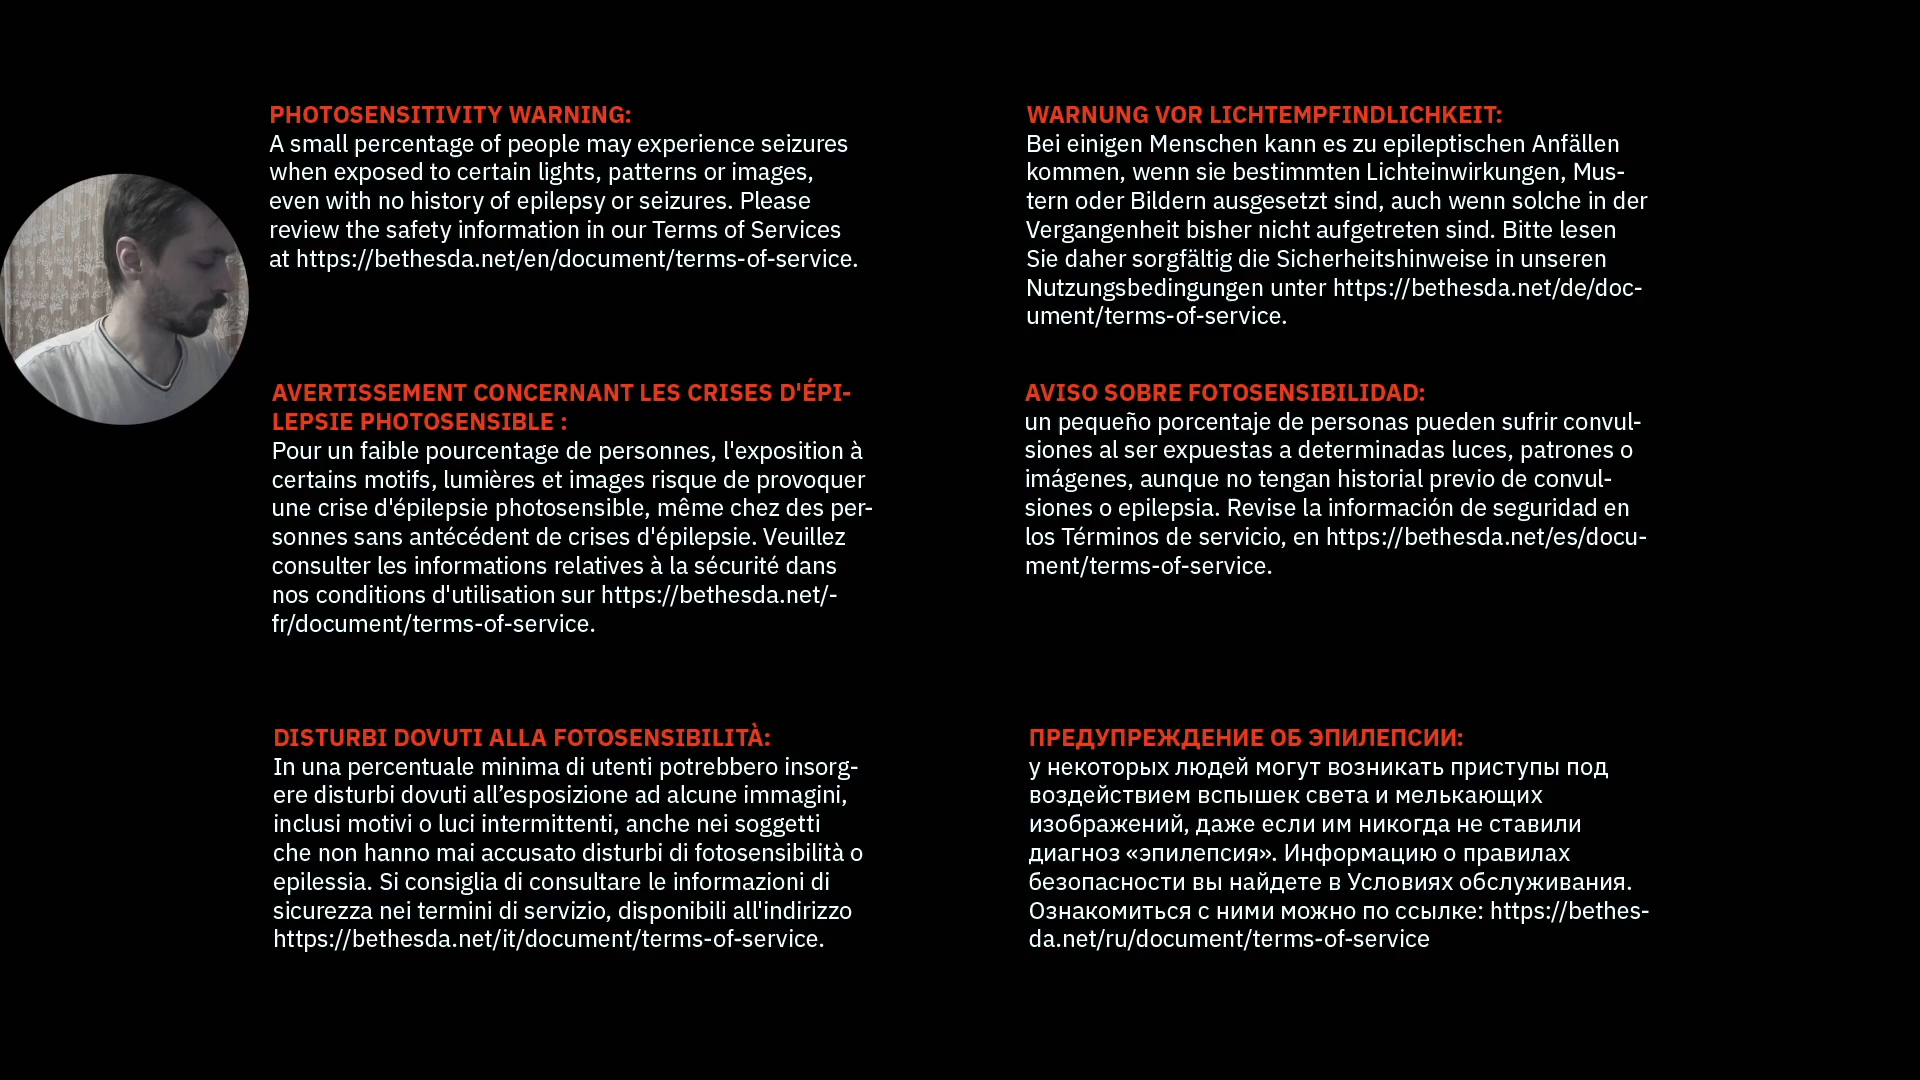 PHOTOSENSITIVITY WARNING:
A small percentage of people may experience seizures
when exposed to certain lights, patterns or images,
even with no history of epilepsy or seizures. Please
review the safety information in our Terms of Services
at https://bethesda.net/en/document/terms-of-service.
WARNUNG VOR LICHTEMPFINDLICHKEIT:
Bei einigen Menschen kann es zu epileptischen Anfällen
kommen, wenn sie bestimmten Lichteinwirkungen, Mus-
tern oder Bildern ausgesetzt sind, auch wenn solche in der
Vergangenheit bisher nicht aufgetreten sind. Bitte lesen
Sie daher sorgfältig die Sicherheitshinweise in unseren
Nutzungsbedingungen unter https://bethesda.net/de/doc-
ument/terms-of-service.
AVERTISSEMENT CONCERNANT LES CRISES D'ÉPI-
LEPSIE PHOTOSENSIBLE :
Pour un faible pourcentage de personnes, l'exposition à
certains motifs, lumières et images risque de provoquer
une crise d'épilepsie photosensible, même chez des per-
sonnes sans antécédent de crises d'épilepsie. Veuillez
consulter les informations relatives à la sécurité dans
nos conditions d'utilisation sur https://bethesda.net/-
fr/document/terms-of-service.
AVISO SOBRE FOTOSENSIBILIDAD:
un pequeño porcentaje de personas pueden sufrir convul-
siones al ser expuestas a determinadas luces, patrones o
imágenes, aunque no tengan historial previo de convul-
siones o epilepsia. Revise la información de seguridad en
los Términos de servicio, en https://bethesda.net/es/docu-
ment/terms-of-service.
DISTURBI DOVUTI ALLA FOTOSENSIBILITÀ:
In una percentuale minima di utenti potrebbero insorg-
ere disturbi dovuti all’esposizione ad alcune immagini,
inclusi motivi o luci intermittenti, anche nei soggetti
che non hanno mai accusato disturbi di fotosensibilità o
epilessia. Si consiglia di consultare le informazioni di
sicurezza nei termini di servizio, disponibili all'indirizzo
https://bethesda.net/it/document/terms-of-service.
ПРЕДУПРЕЖДЕНИЕ ОБ ЭПИЛЕПСИИ:
у некоторых людей могут возникать приступы под
воздействием вспышек света и мелькающих
изображений, даже если им никогда не ставили
диагноз «эпилепсия». Информацию о правилах
безопасности вы найдете в Условиях обслуживания.
Ознакомиться с ними можно по ссылке: https://bethes-
da.net/ru/document/terms-of-service